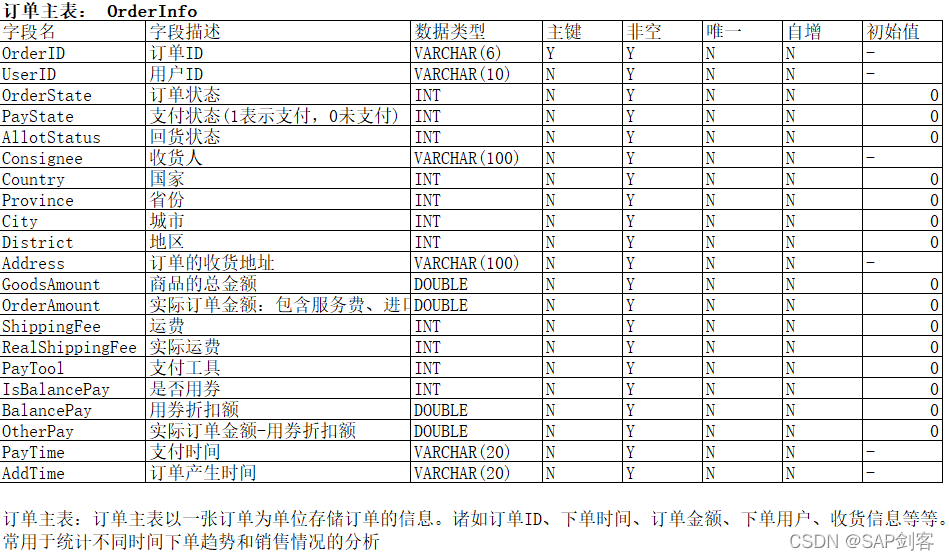 订单主表： OrderInfo
字段名 字段描述 数据类型 主键 非空 唯一 自增 初始值
OrderID 订单ID VARCHAR(6) Y Y N N -
UserID 用户ID VARCHAR(10) N Y N N -
OrderState 订单状态 INT N Y N N 0
PayState 支付状态(1表示支付，0未支付) INT N Y N N 0
AllotStatus 回货状态 INT N Y N N 0
Consignee 收货人 VARCHAR(100) N Y N N -
Country 国家 INT N Y N N 0
Province 省份 INT N Y N N 0
City 城市 INT N Y N N 0
District 地区 INT N Y N N 0
Address 订单的收货地址 VARCHAR(100) N Y N N -
GoodsAmount 商品的总金额 DOUBLE N Y N N 0
OrderAmount 实际订单金额：包含服务费、进口 DOUBLE N Y N N 0
ShippingFee 运费 INT N Y N N 0
RealShippingFee 实际运费 INT N Y N N 0
PayTool 支付工具 INT N Y N N 0
IsBalancePay 是否用券 INT N Y N N 0
BalancePay 用券折扣额 DOUBLE N Y N N 0
OtherPay 实际订单金额-用券折扣额 DOUBLE N Y N N 0
PayTime 支付时间 VARCHAR(20) N Y N N -
AddTime 订单产生时间 VARCHAR(20) N Y N N -
订单主表：订单主表以一张订单为单位存储订单的信息。诸如订单ID、下单时间、订单金额、下单用户、收货信息等等。
常用于统计不同时间下单趋势和销售情况的分析
CSDN @SAP剑客